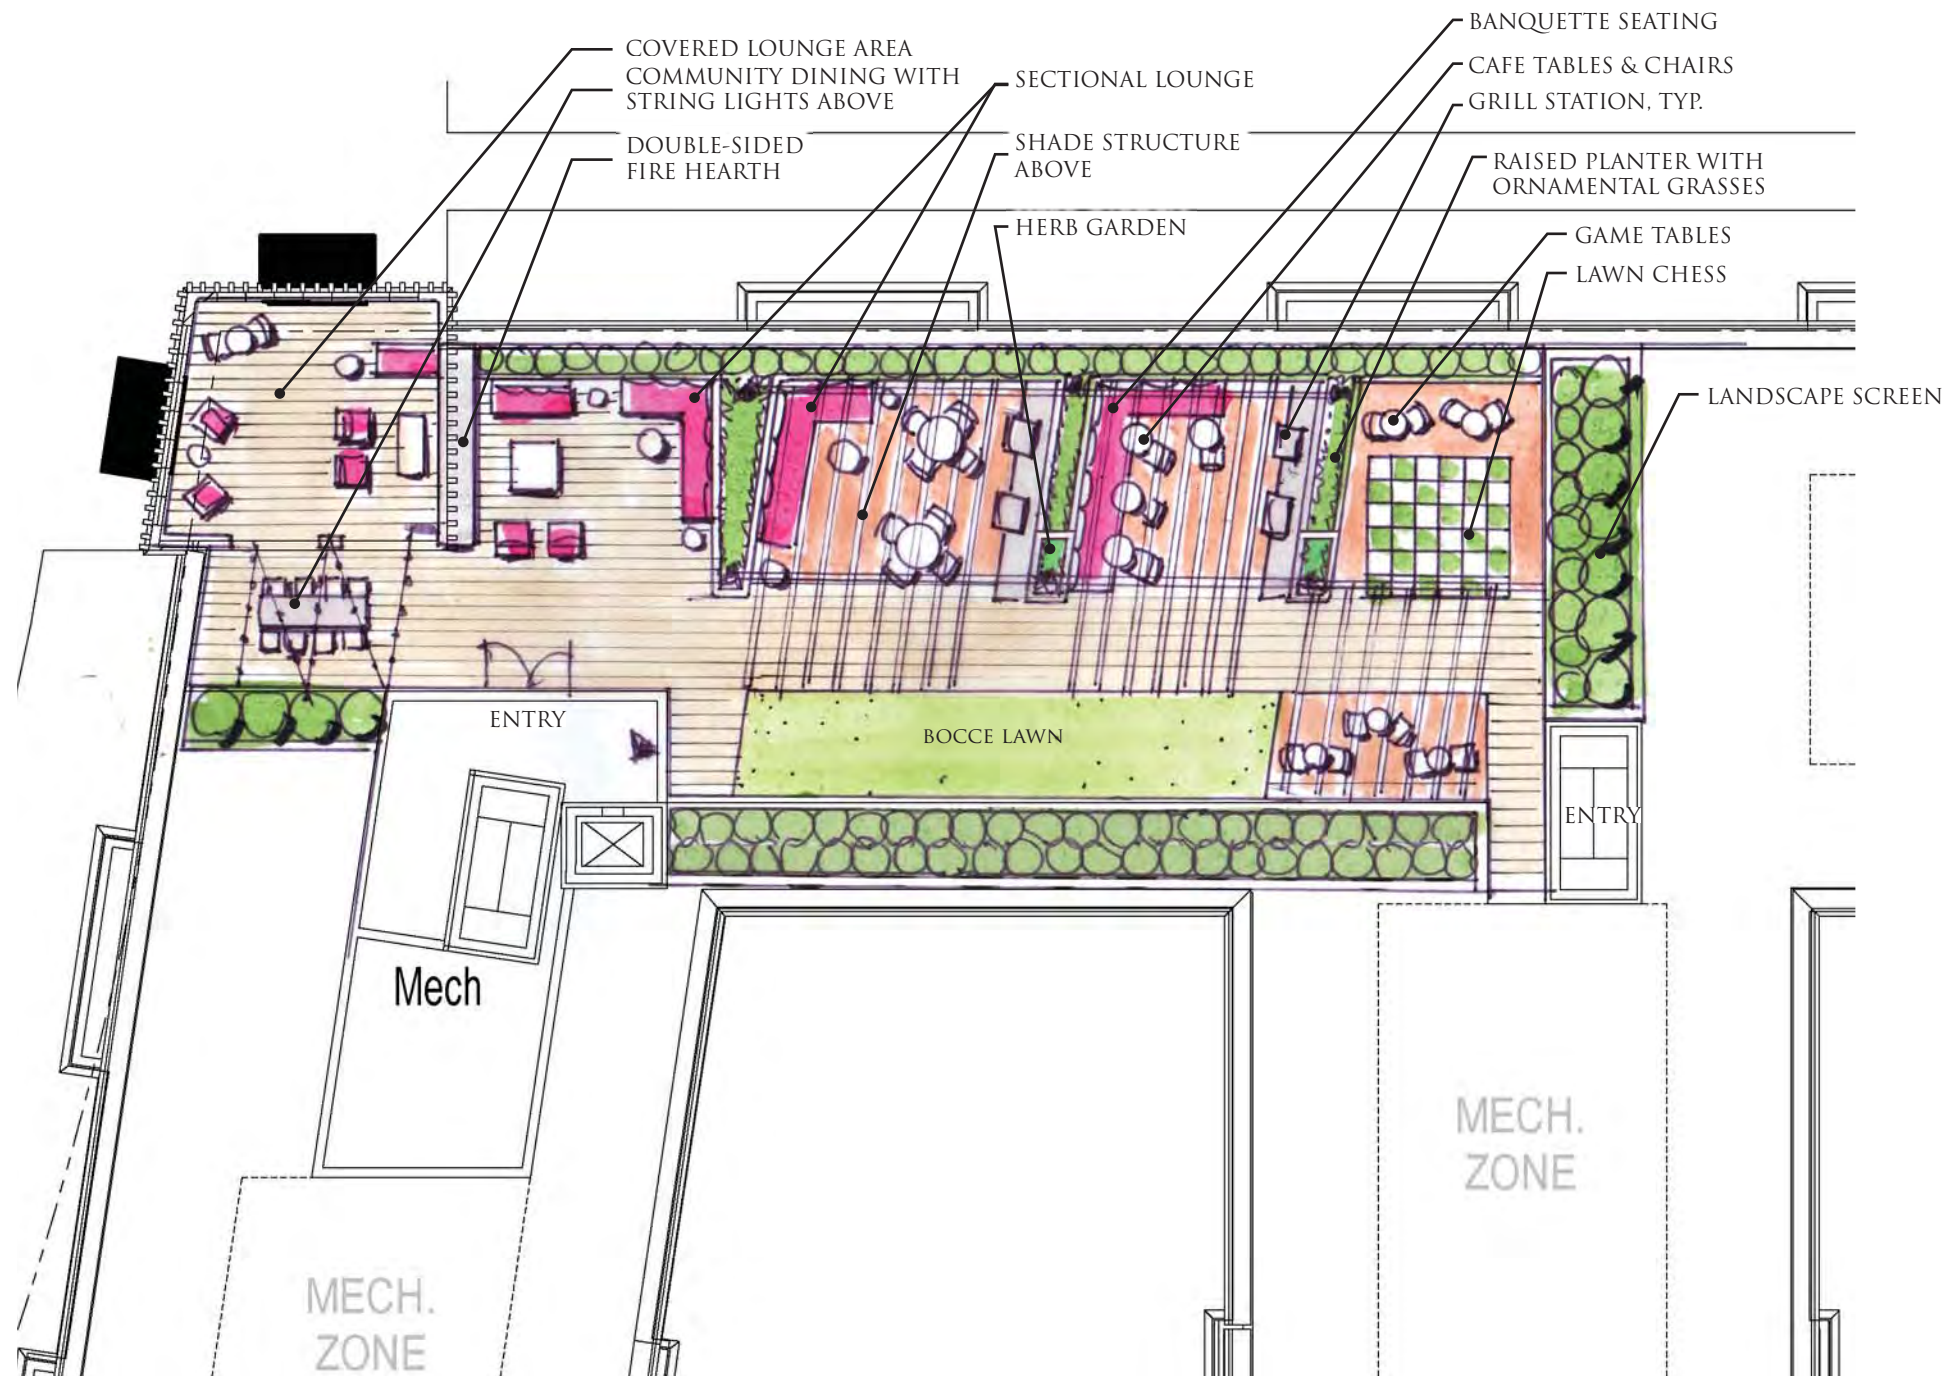 COVERED LOUNGE AREA
COMMUNITY DINING WITH
STRING LIGHTS ABOVE
DOUBLE-SIDED
FIRE HEARTH
SECTIONAL LOUNGE
SHADE STRUCTURE
ABOVE
HERB GARDEN
BANQUETTE SEATING
CAFE TABLES & CHAIRS
GRILL STATION, TYP.
RAISED PLANTER WITH
ORNAMENTAL GRASSES
GAME TABLES
LAWN CHESS
LANDSCAPE SCREEN
ENTRY
BOCCE LAWN
ENTRY
Mech
MECH.
ZONE
MECH.
ZONE